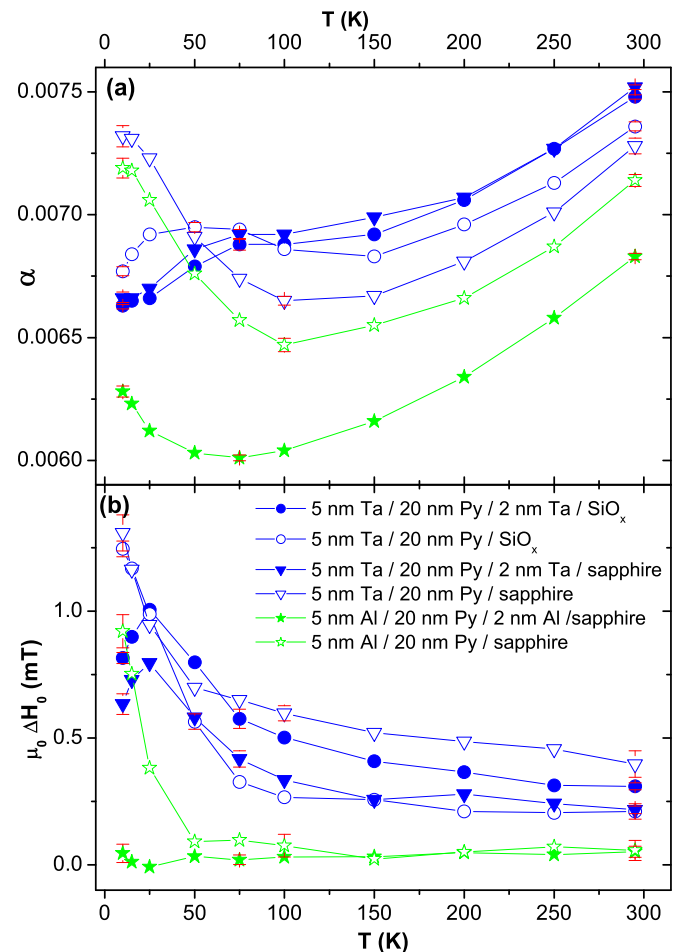 T (K)
0 50 100 150 200 250 300
(a)
0.0075
0.0070
0.0065
0.0060
α
(b)
5 nm Ta / 20 nm Py / 2 nm Ta / SiOₓ
5 nm Ta / 20 nm Py / SiOₓ
5 nm Ta / 20 nm Py / 2 nm Ta / sapphire
5 nm Ta / 20 nm Py / sapphire
5 nm Al / 20 nm Py / 2 nm Al /sapphire
5 nm Al / 20 nm Py / sapphire
1.0
0.5
0.0
μ₀ ΔH₀ (mT)
0 50 100 150 200 250 300
T (K)